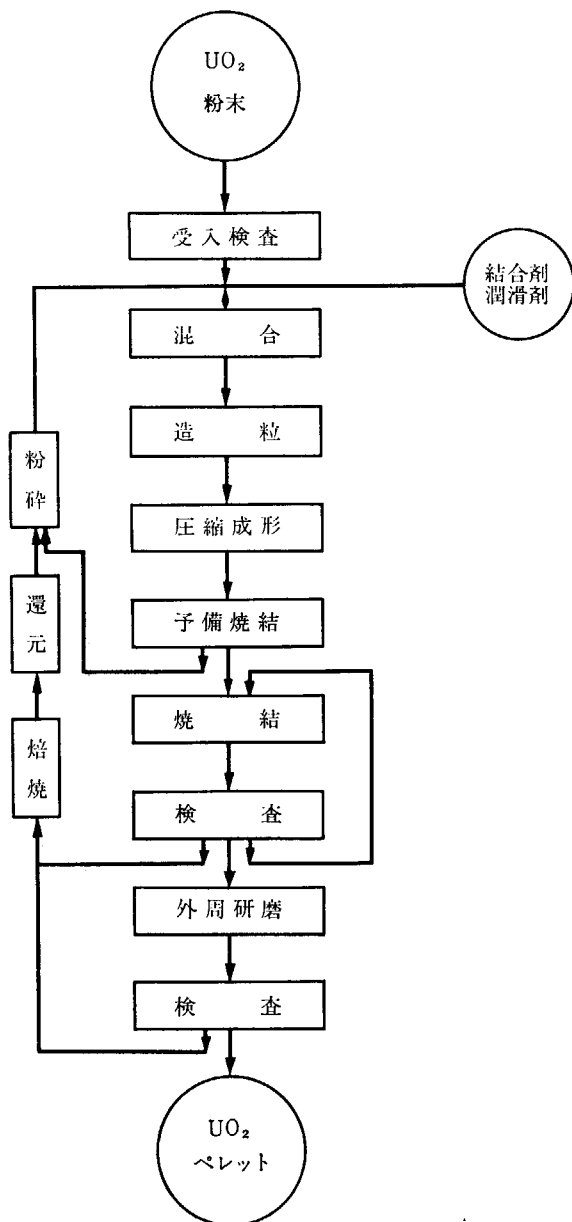 UO₂
粉末
受入検査
結合剤
潤滑剤
混合
造粒
粉砕
圧縮成形
還元
予備焼結
焙焼
焼結
検査
外周研磨
検査
UO₂
ペレット